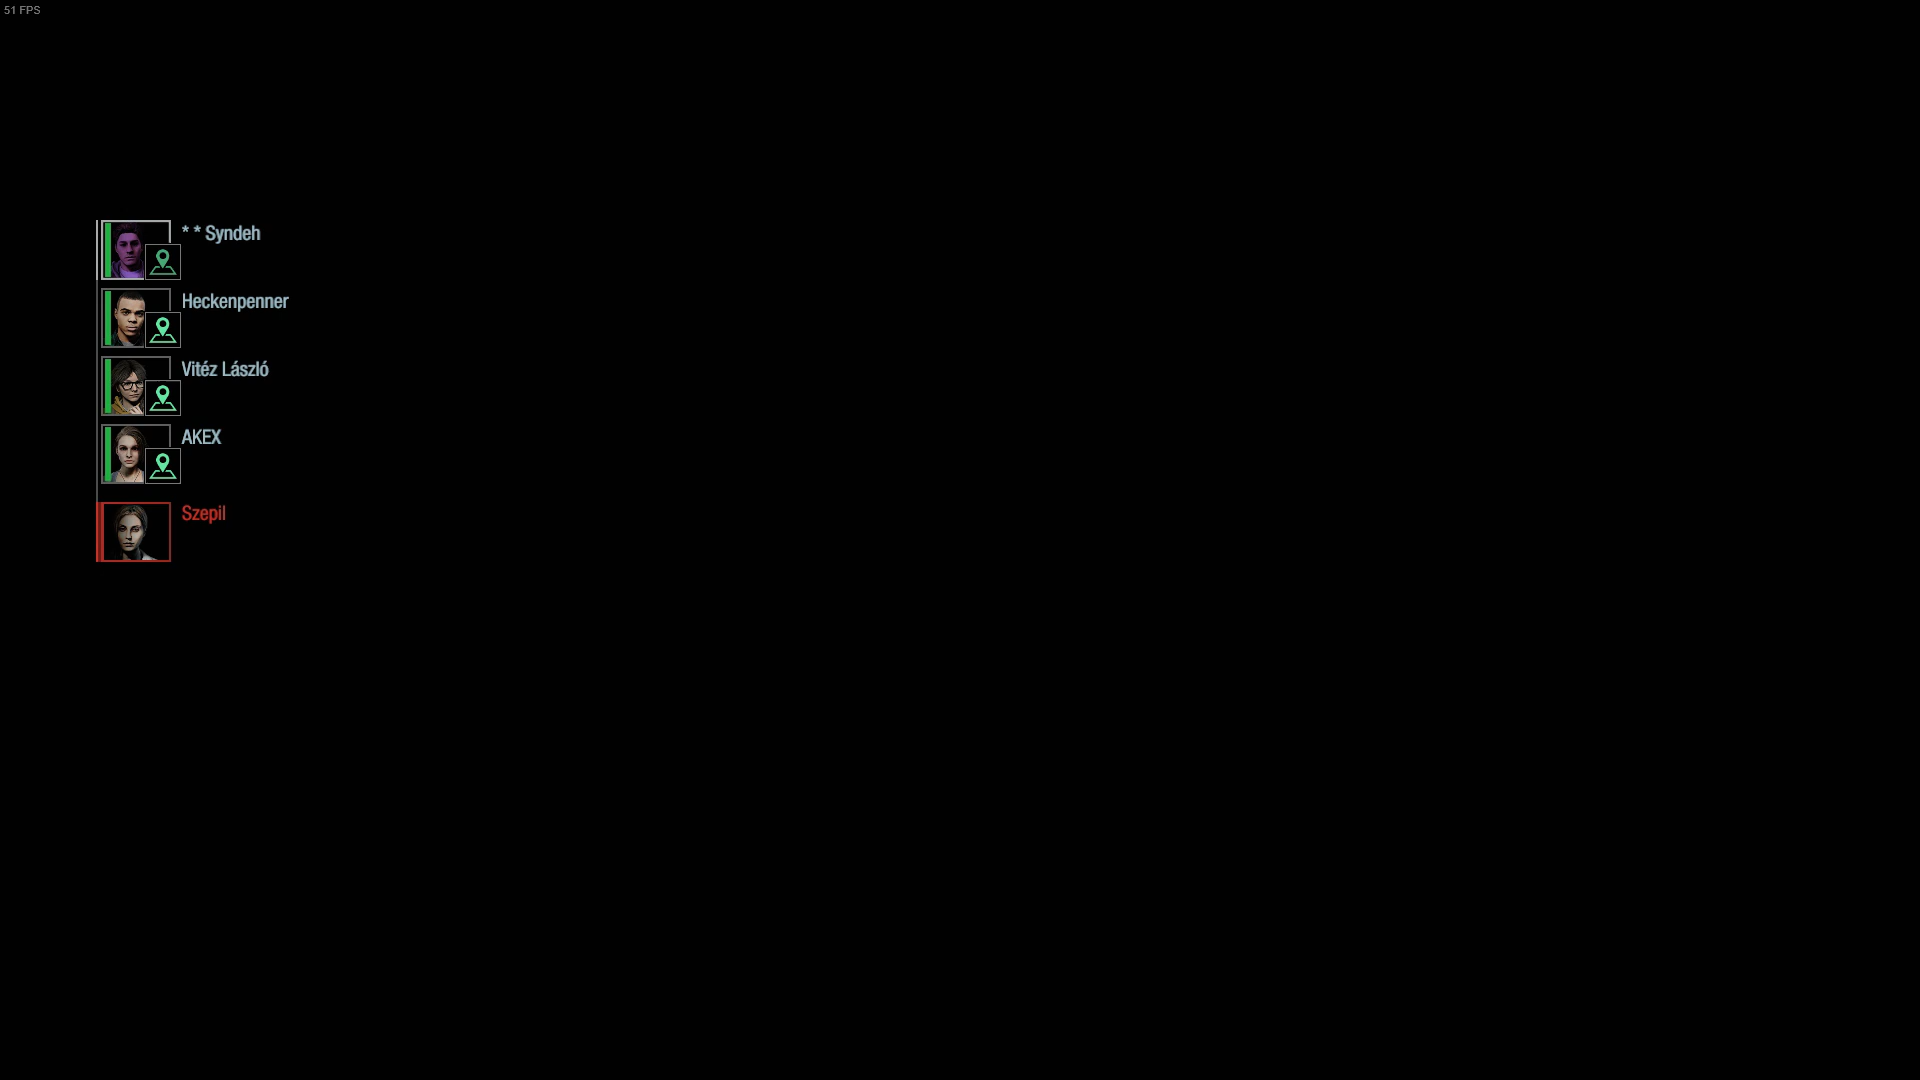 51 FPS
* * Syndeh
Heckenpenner
Vitéz László
AKEX
Szepil